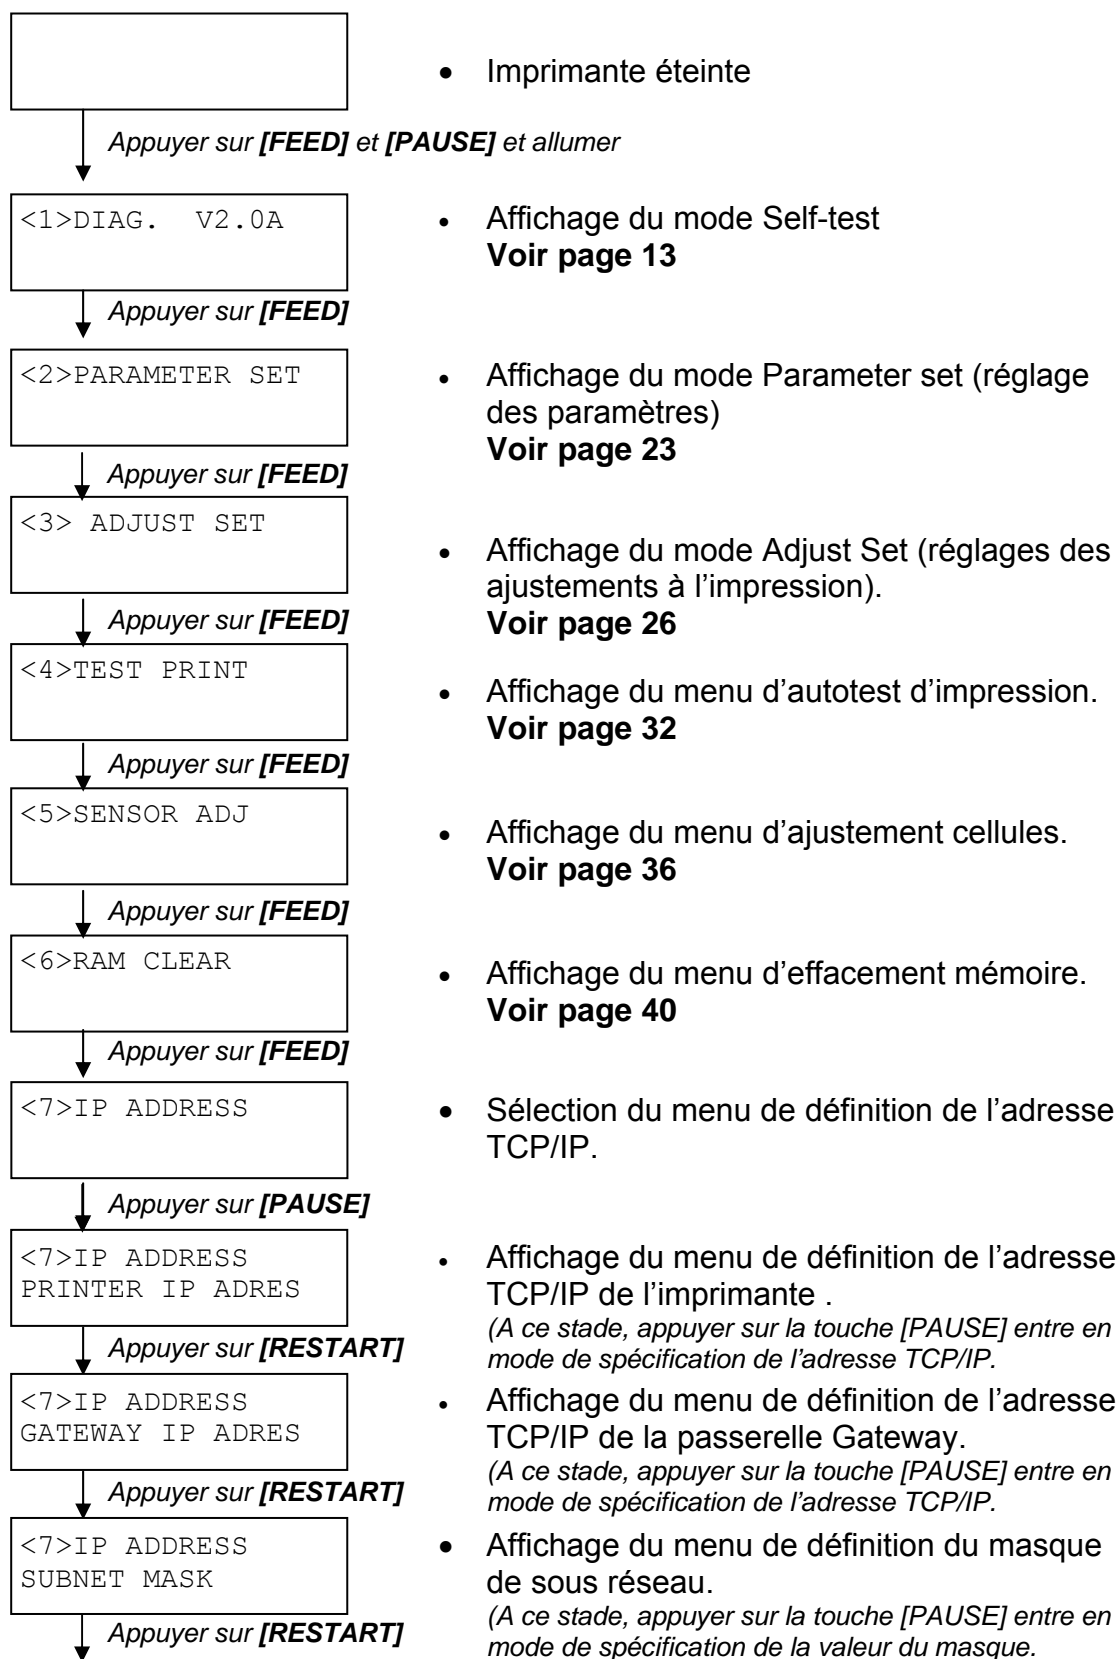 • Imprimante éteinte
Appuyer sur [FEED] et [PAUSE] et allumer
<1>DIAG.  V2.0A
• Affichage du mode Self-test
Voir page 13
Appuyer sur [FEED]
<2>PARAMETER SET
• Affichage du mode Parameter set (réglage
des paramètres)
Voir page 23
Appuyer sur [FEED]
<3> ADJUST SET
• Affichage du mode Adjust Set (réglages des
ajustements à l’impression).
Voir page 26
Appuyer sur [FEED]
<4>TEST PRINT
• Affichage du menu d’autotest d’impression.
Voir page 32
Appuyer sur [FEED]
<5>SENSOR ADJ
• Affichage du menu d’ajustement cellules.
Voir page 36
Appuyer sur [FEED]
<6>RAM CLEAR
• Affichage du menu d’effacement mémoire.
Voir page 40
Appuyer sur [FEED]
<7>IP ADDRESS
• Sélection du menu de définition de l’adresse
TCP/IP.
Appuyer sur [PAUSE]
<7>IP ADDRESS
PRINTER IP ADRES
• Affichage du menu de définition de l’adresse
TCP/IP de l’imprimante .
(A ce stade, appuyer sur la touche [PAUSE] entre en
mode de spécification de l’adresse TCP/IP.
Appuyer sur [RESTART]
<7>IP ADDRESS
GATEWAY IP ADRES
• Affichage du menu de définition de l’adresse
TCP/IP de la passerelle Gateway.
(A ce stade, appuyer sur la touche [PAUSE] entre en
mode de spécification de l’adresse TCP/IP.
Appuyer sur [RESTART]
<7>IP ADDRESS
SUBNET MASK
• Affichage du menu de définition du masque
de sous réseau.
(A ce stade, appuyer sur la touche [PAUSE] entre en
mode de spécification de la valeur du masque.
Appuyer sur [RESTART]